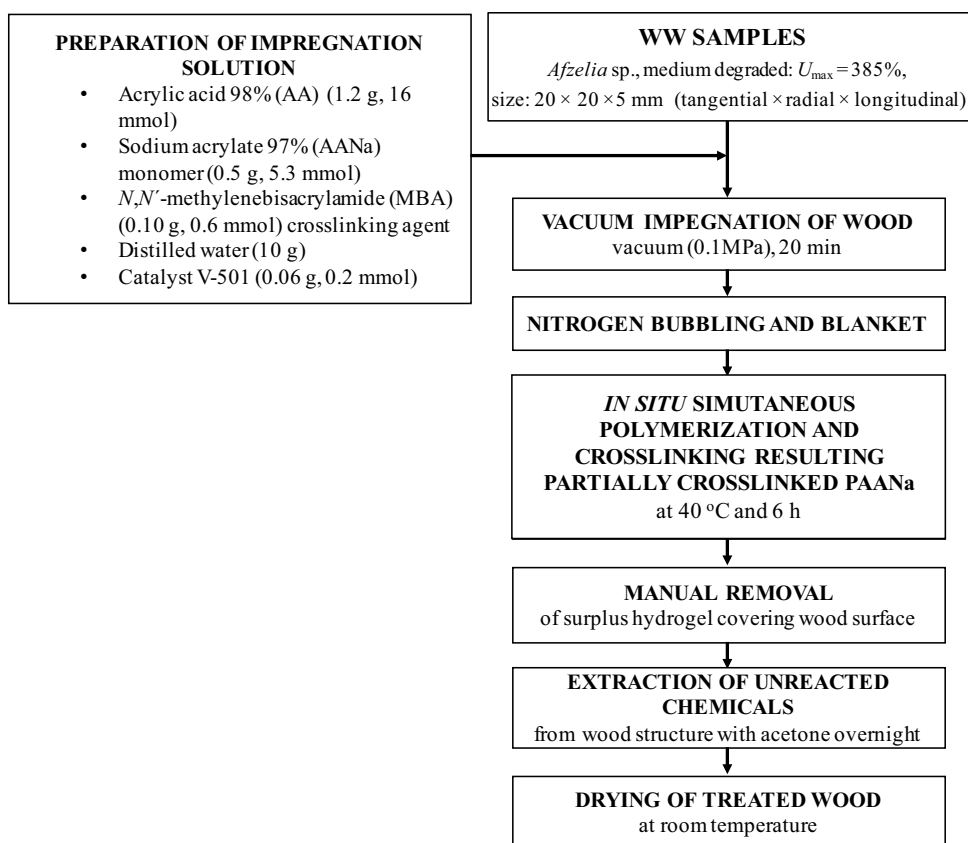 PREPARATION OF IMPREGNATION
SOLUTION
• Acrylic acid 98% (AA) (1.2 g, 16
mmol)
• Sodium acrylate 97% (AANa)
monomer (0.5 g, 5.3 mmol)
• N,N´-methylenebisacrylamide (MBA)
(0.10 g, 0.6 mmol) crosslinking agent
• Distilled water (10 g)
• Catalyst V-501 (0.06 g, 0.2 mmol)
WW SAMPLES
Afzelia sp., medium degraded: Umax = 385%,
size: 20 × 20 × 5 mm (tangential × radial × longitudinal)
VACUUM IMPEGNATION OF WOOD
vacuum (0.1MPa), 20 min
NITROGEN BUBBLING AND BLANKET
IN SITU SIMUTANEOUS
POLYMERIZATION AND
CROSSLINKING RESULTING
PARTIALLY CROSSLINKED PAANa
at 40 °C and 6 h
MANUAL REMOVAL
of surplus hydrogel covering wood surface
EXTRACTION OF UNREACTED
CHEMICALS
from wood structure with acetone overnight
DRYING OF TREATED WOOD
at room temperature